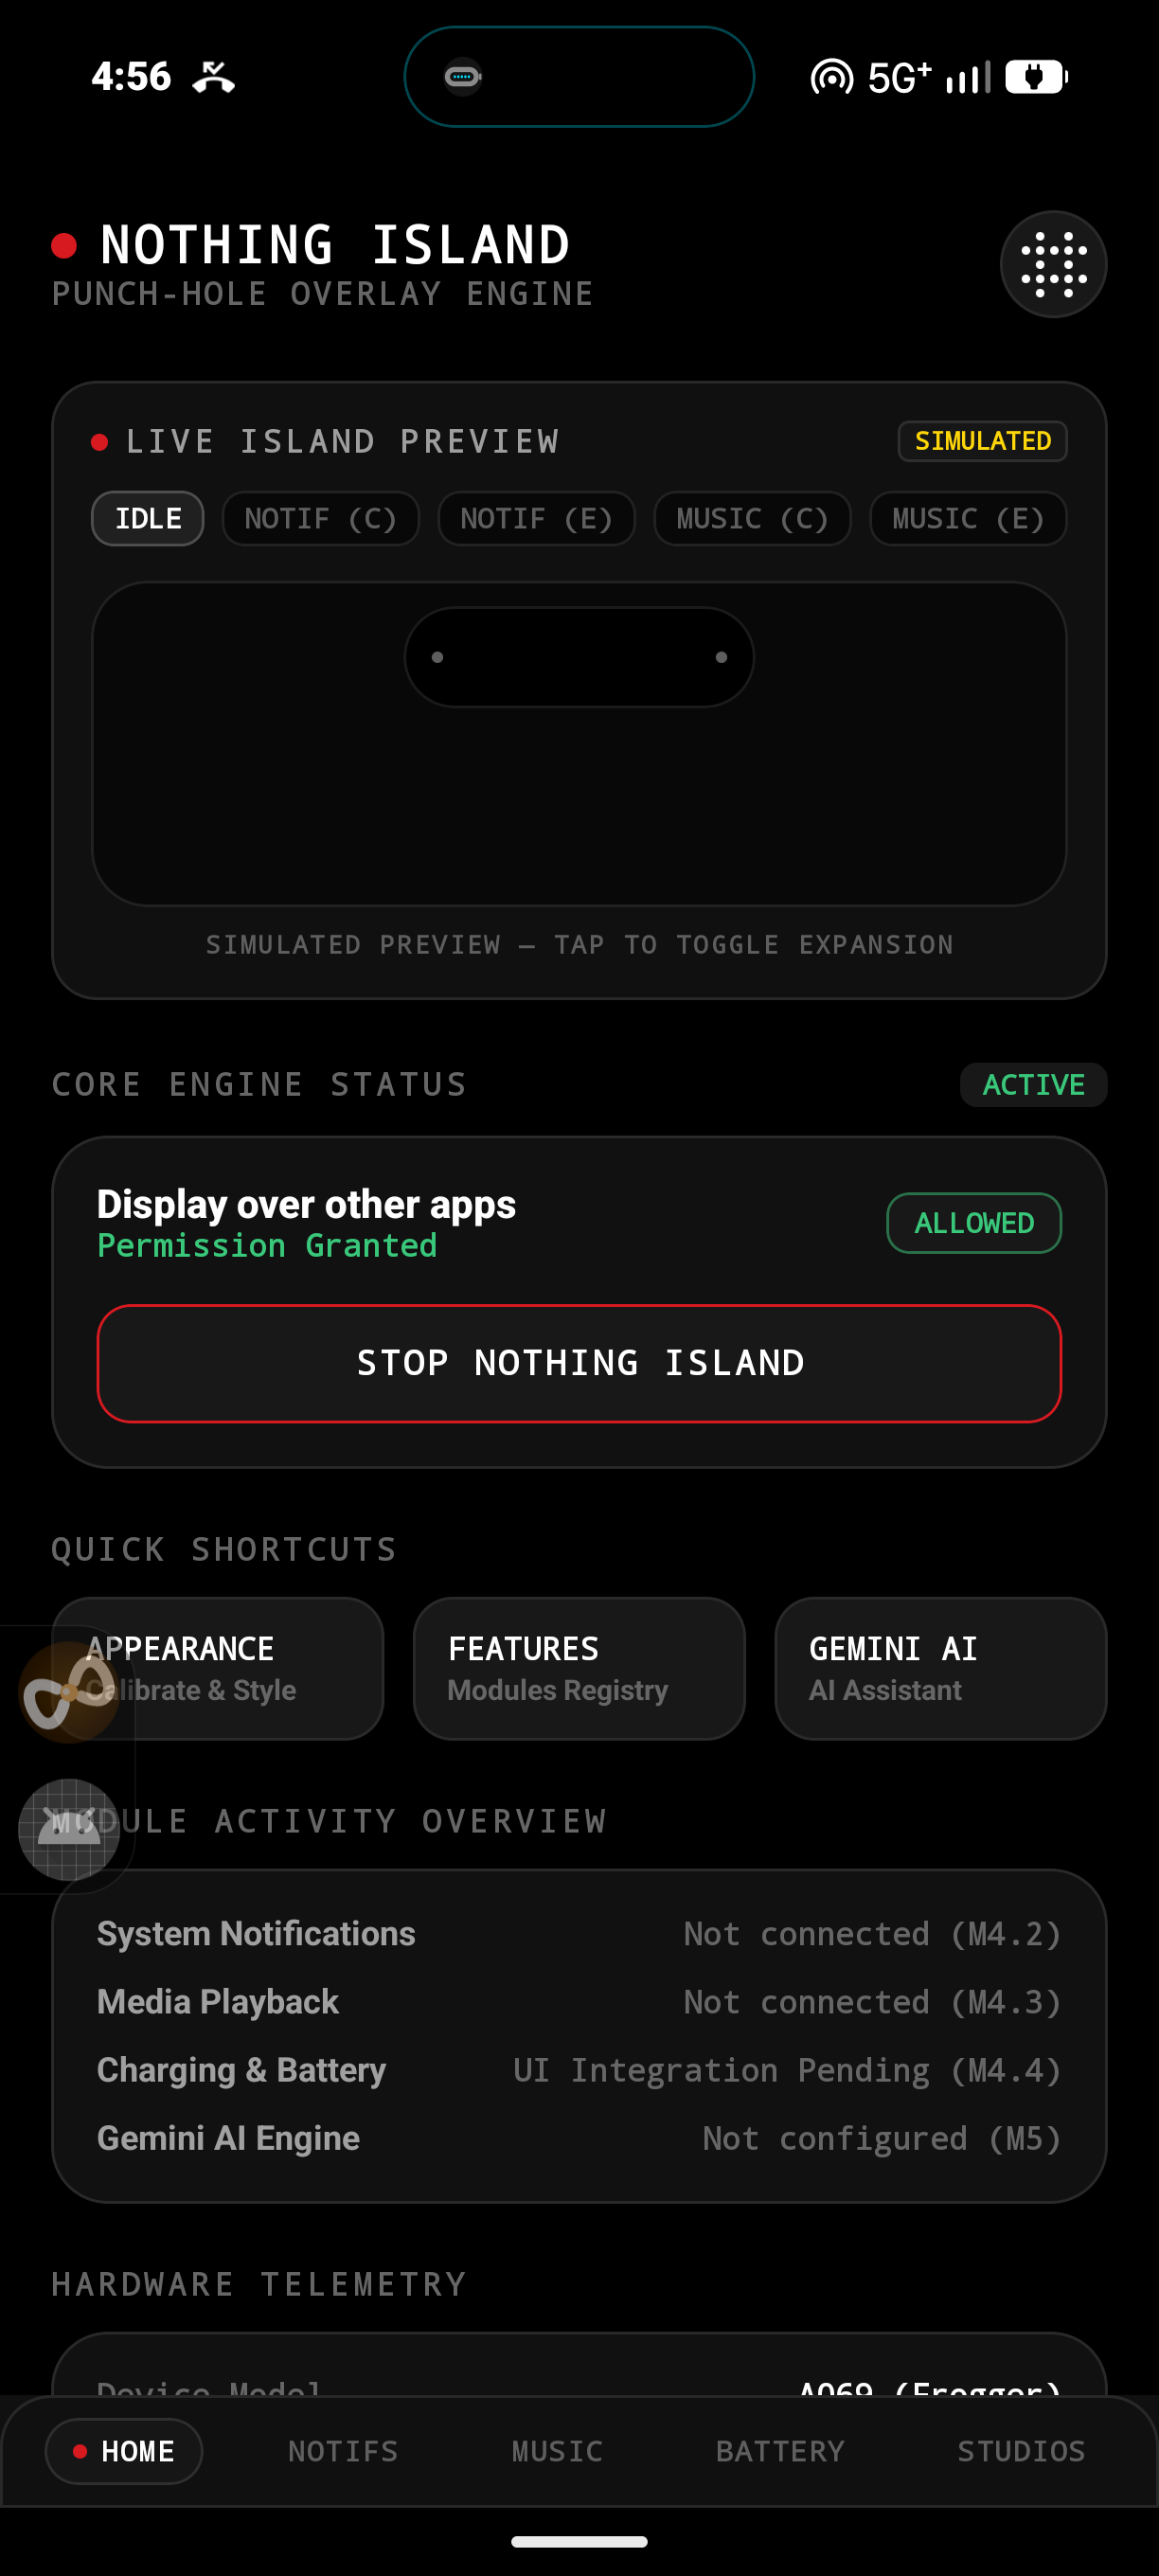 4:56
5G+
NOTHING ISLAND
PUNCH-HOLE OVERLAY ENGINE
LIVE ISLAND PREVIEW
SIMULATED
IDLE
NOTIF (C)
NOTIF (E)
MUSIC (C)
MUSIC (E)
SIMULATED PREVIEW — TAP TO TOGGLE EXPANSION
CORE ENGINE STATUS
ACTIVE
Display over other apps
Permission Granted
ALLOWED
STOP NOTHING ISLAND
QUICK SHORTCUTS
APPEARANCE
Calibrate & Style
FEATURES
Modules Registry
GEMINI AI
AI Assistant
MODULE ACTIVITY OVERVIEW
System Notifications
Not connected (M4.2)
Media Playback
Not connected (M4.3)
Charging & Battery
UI Integration Pending (M4.4)
Gemini AI Engine
Not configured (M5)
HARDWARE TELEMETRY
Device Model
A069 (Frogger)
HOME
NOTIFS
MUSIC
BATTERY
STUDIOS